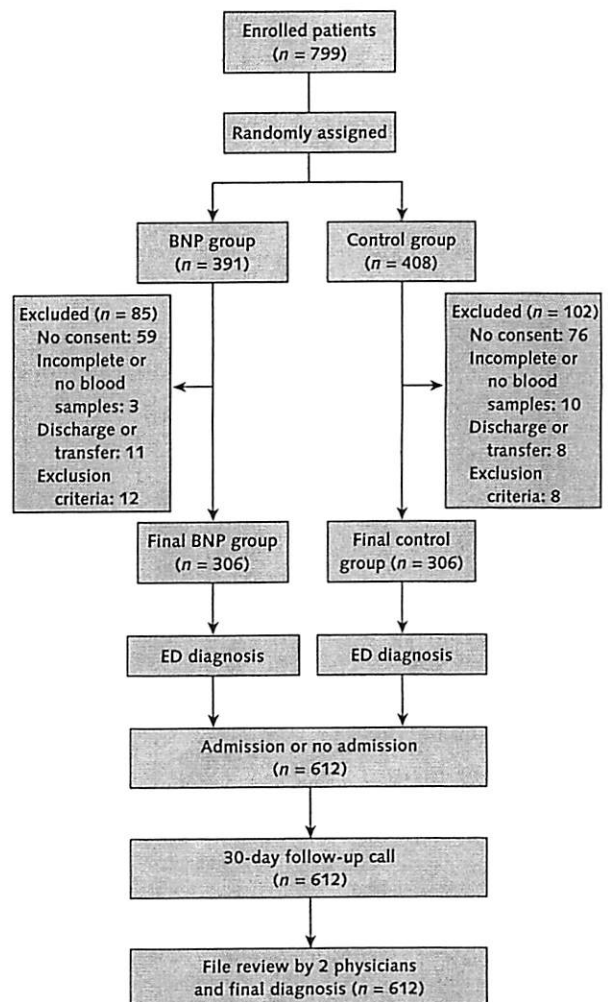 Enrolled patients
(n = 799)
Randomly assigned
BNP group
(n = 391)
Control group
(n = 408)
Excluded (n = 85)
No consent: 59
Incomplete or
no blood
samples: 3
Discharge or
transfer: 11
Exclusion
criteria: 12
Excluded (n = 102)
No consent: 76
Incomplete or
no blood
samples: 10
Discharge or
transfer: 8
Exclusion
criteria: 8
Final BNP group
(n = 306)
Final control
group (n = 306)
ED diagnosis
ED diagnosis
Admission or no admission
(n = 612)
30-day follow-up call
(n = 612)
File review by 2 physicians
and final diagnosis (n = 612)